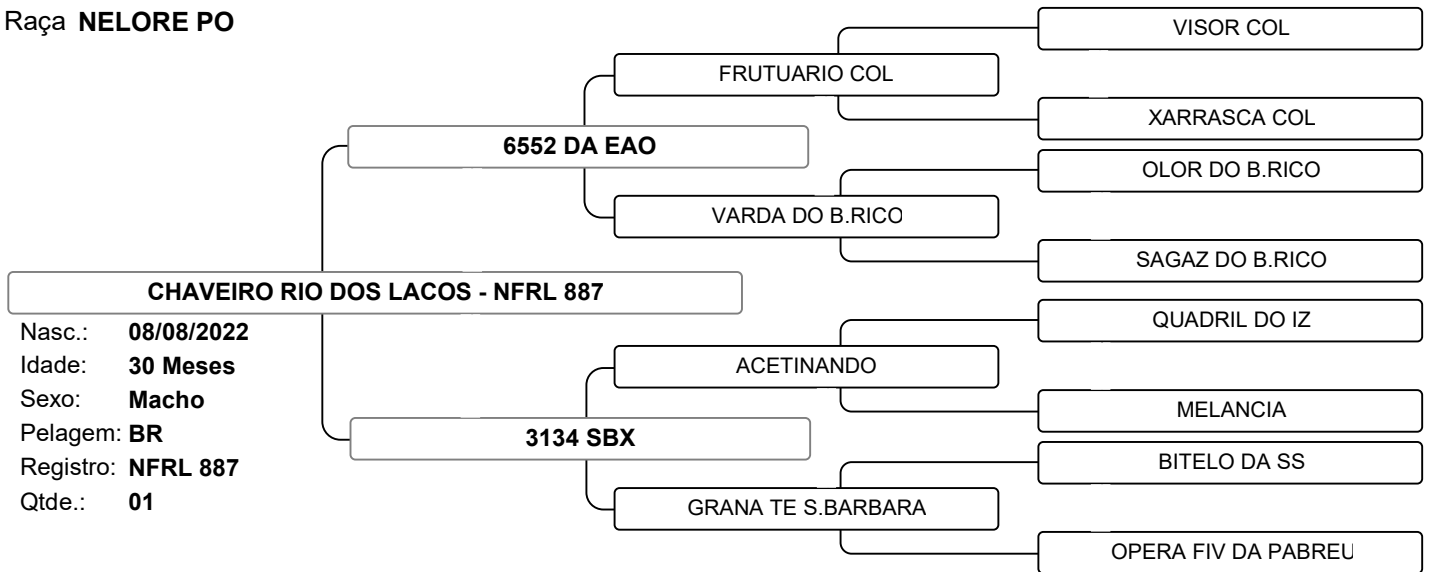 Raça NELORE PO
VISOR COL
FRUTUARIO COL
XARRASCA COL
6552 DA EAO
OLOR DO B.RICO
VARDA DO B.RICO
SAGAZ DO B.RICO
CHAVEIRO RIO DOS LACOS - NFRL 887
Nasc.: 08/08/2022
Idade: 30 Meses
Sexo: Macho
Pelagem: BR
Registro: NFRL 887
Qtde.: 01
QUADRIL DO IZ
ACETINANDO
MELANCIA
3134 SBX
BITELO DA SS
GRANA TE S.BARBARA
OPERA FIV DA PABREU